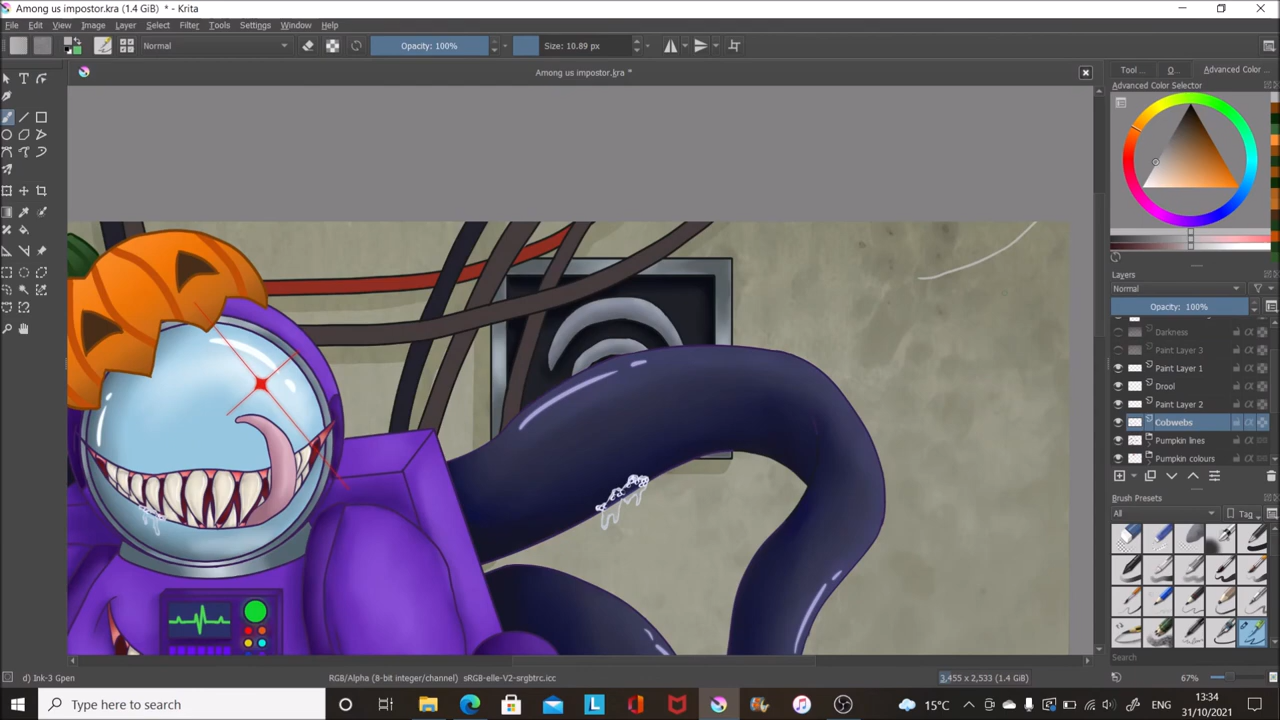 Among us impostor.kra (1.4 GiB) * - Krita
File Edit View Image Layer Select Filter Tools Settings Window Help
Normal Opacity: 100% Size: 10.89 px
Among us impostor.kra *
Tool ... O... Advanced Color ...
Advanced Color Selector
Layers
Normal
Opacity: 100%
Darkness
Paint Layer 3
Paint Layer 1
Drool
Paint Layer 2
Cobwebs
Pumpkin lines
Pumpkin colours
Brush Presets
All Tag
Search
d) Ink-3 Gpen RGB/Alpha (8-bit integer/channel) sRGB-elle-V2-srgbtrc.icc 3,455 x 2,533 (1.4 GiB) 67%
Type here to search 15°C ENG 13:34
31/10/2021